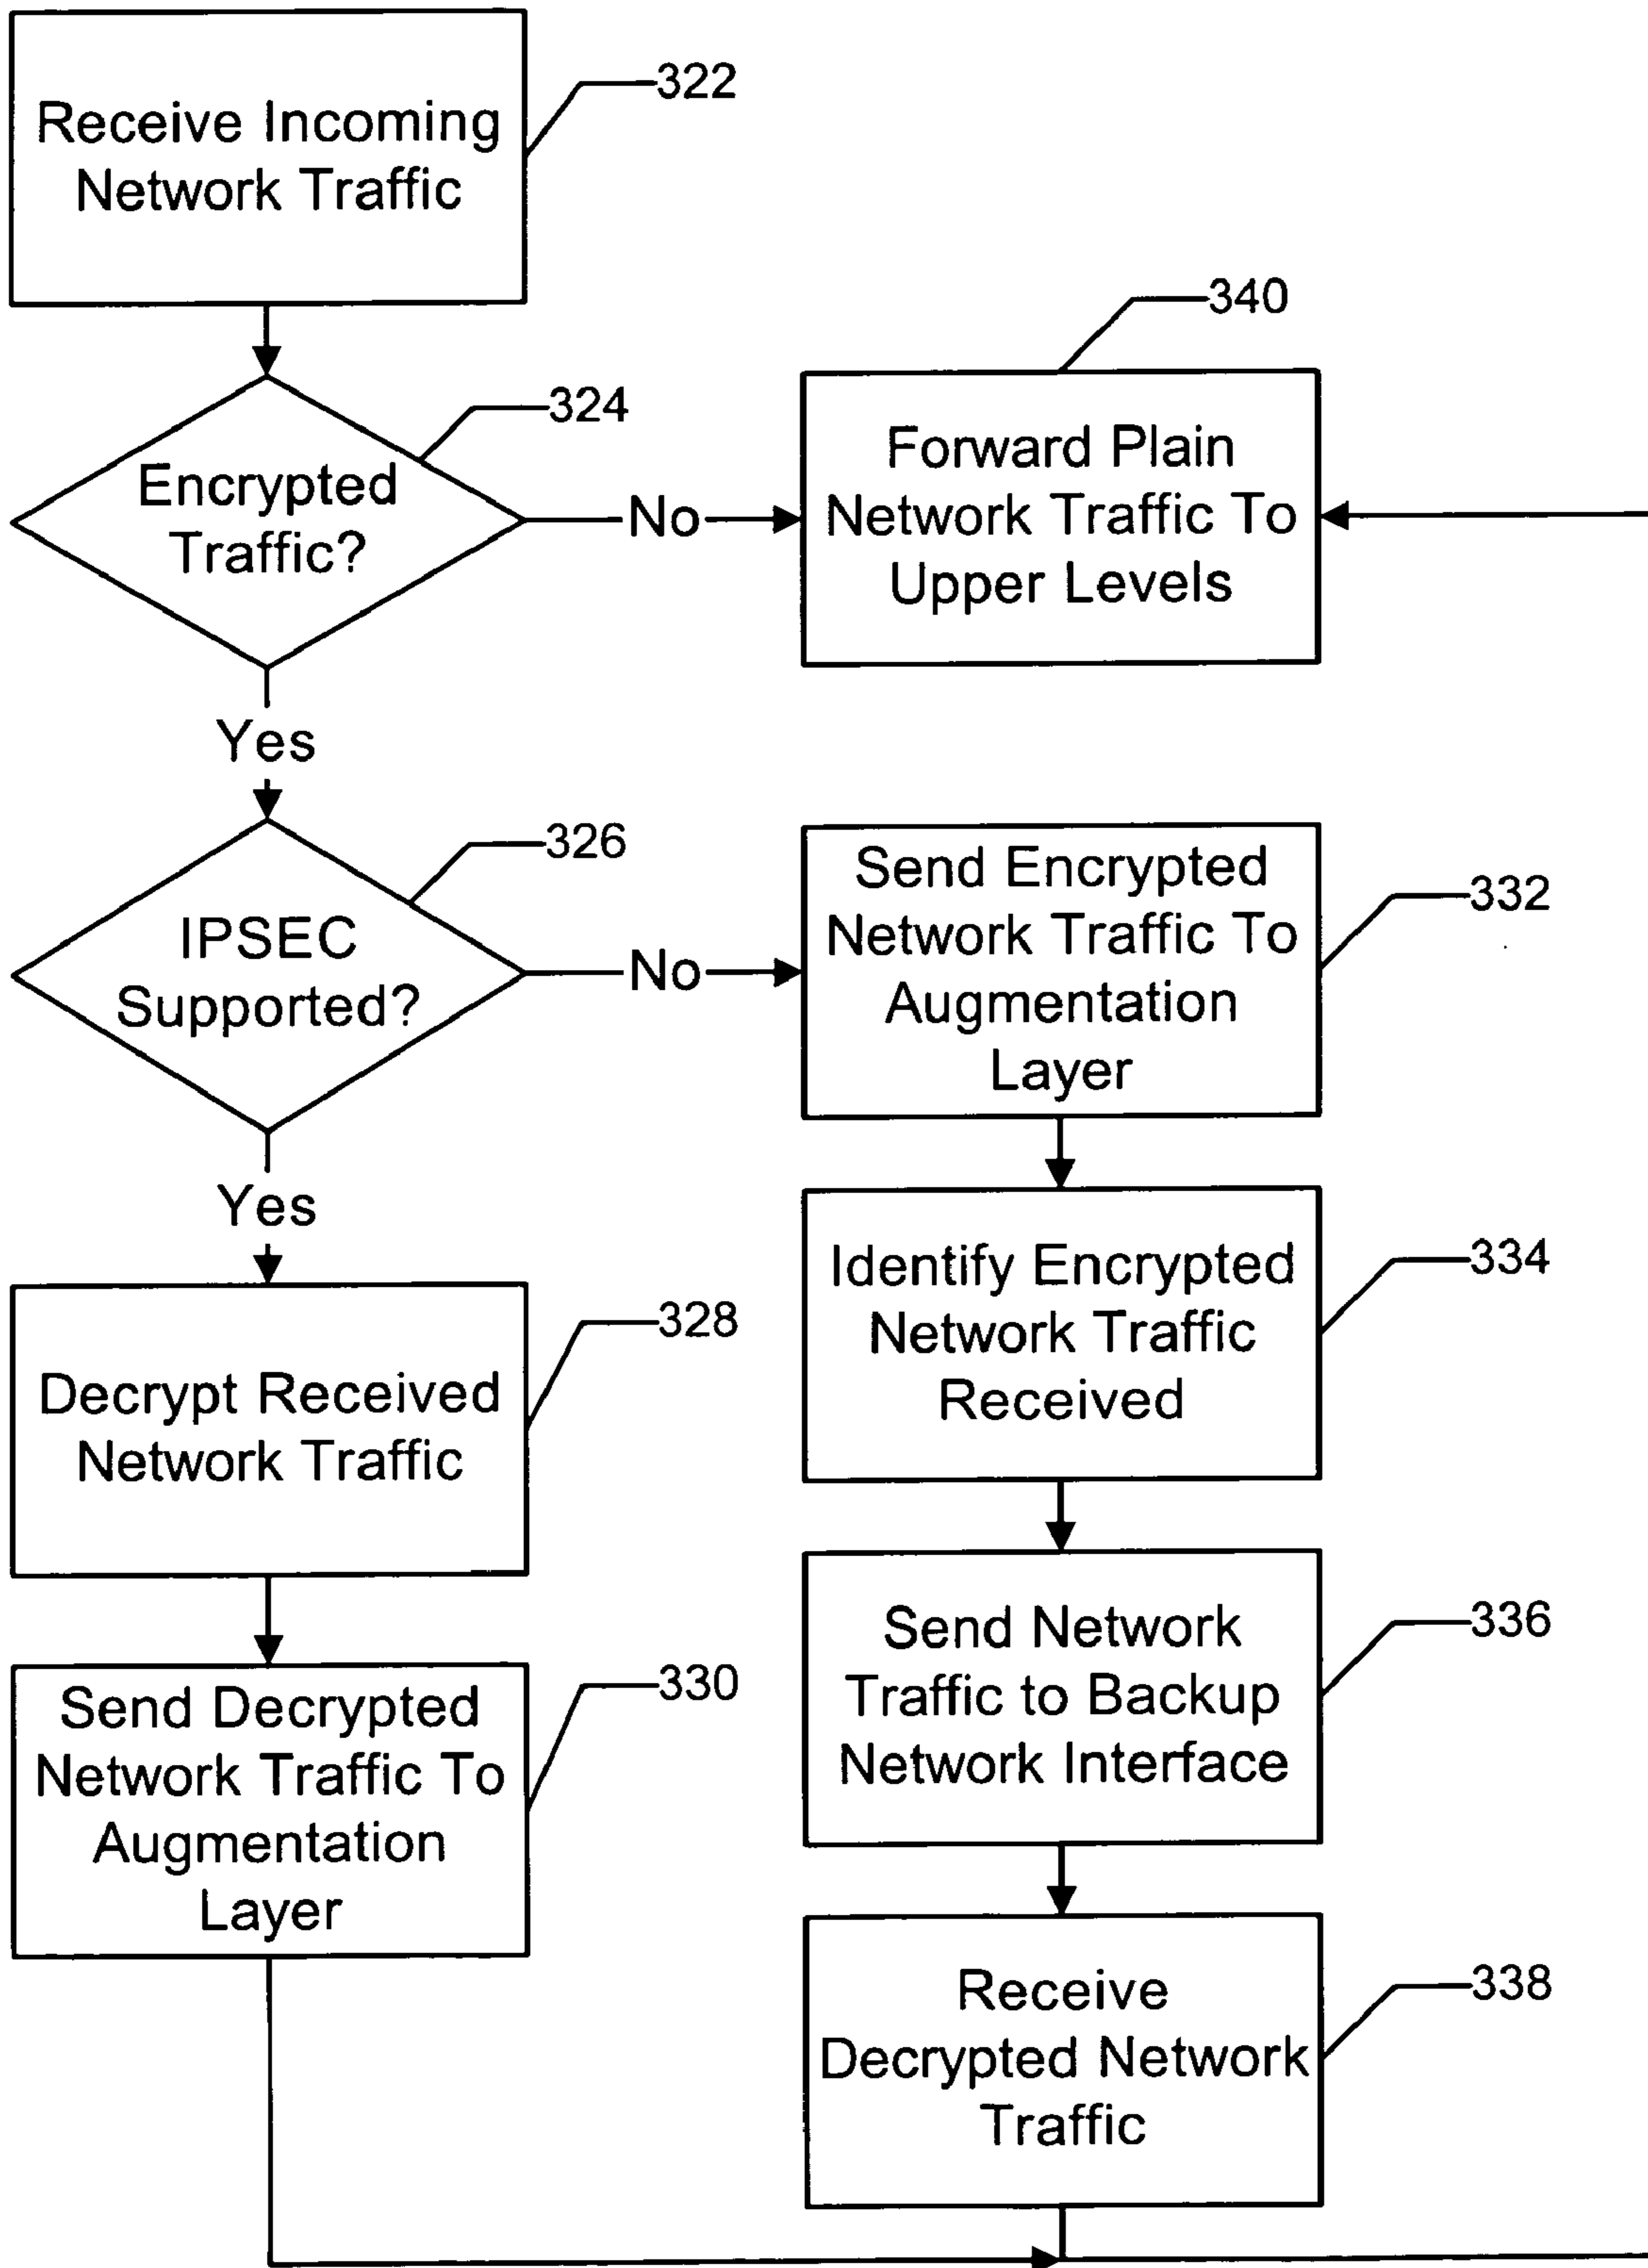 Receive Incoming
Network Traffic
322
Encrypted
Traffic?
324
No
340
Forward Plain
Network Traffic To
Upper Levels
Yes
IPSEC
Supported?
326
No
Send Encrypted
Network Traffic To
Augmentation
Layer
332
Yes
Identify Encrypted
Network Traffic
Received
334
Decrypt Received
Network Traffic
328
Send Network
Traffic to Backup
Network Interface
336
Send Decrypted
Network Traffic To
Augmentation
Layer
330
Receive
Decrypted Network
Traffic
338